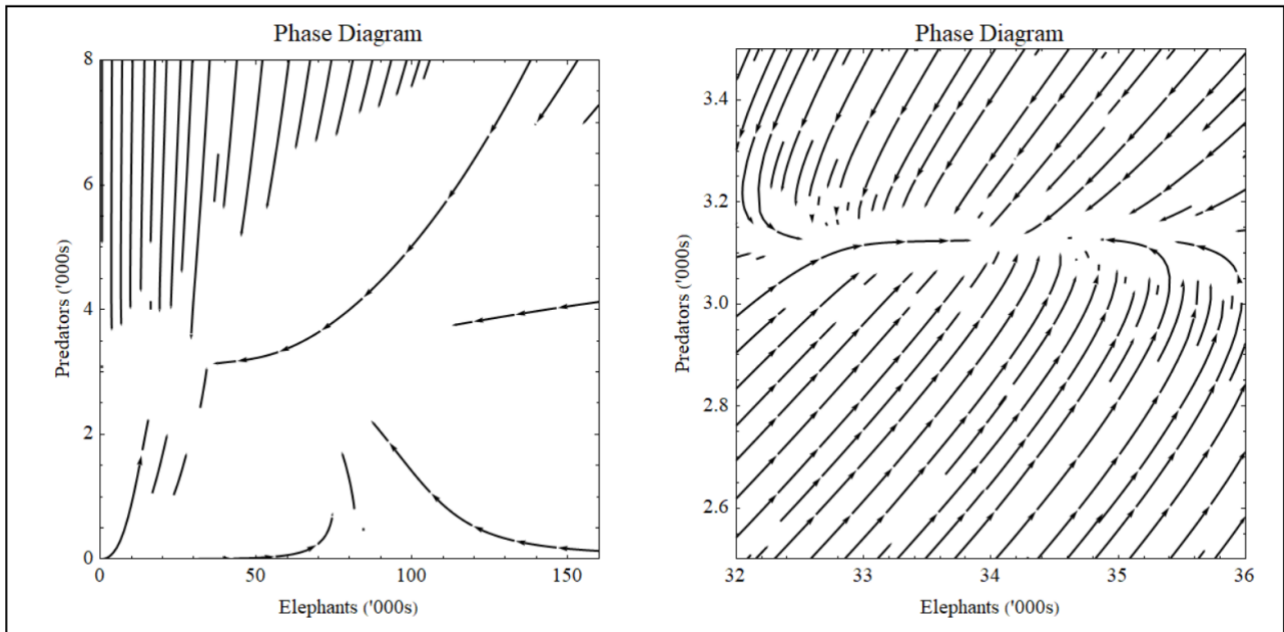 Phase Diagram
8
6
4
2
0
Predators ('000s)
0 50 100 150
Elephants ('000s)
Phase Diagram
3.4
3.2
3.0
2.8
2.6
Predators ('000s)
32 33 34 35 36
Elephants ('000s)